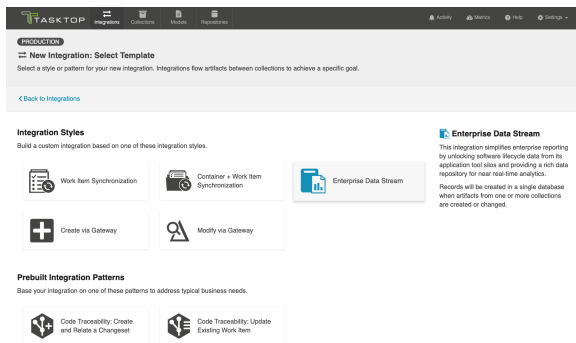 TASKTOP
Integrations
Collections
Models
Repositories
Activity
Metrics
Help
Settings
PRODUCTION
New Integration: Select Template
Select a style or pattern for your new integration. Integrations flow artifacts between collections to achieve a specific goal.
Back to Integrations
Integration Styles
Build a custom integration based on one of these integration styles.
Work Item Synchronization
Container + Work Item
Synchronization
Enterprise Data Stream
Create via Gateway
Modify via Gateway
Enterprise Data Stream
This integration simplifies enterprise reporting
by unlocking software lifecycle data from its
application tool silos and providing a rich data
repository for near real-time analytics.
Records will be created in a single database
when artifacts from one or more collections
are created or changed.
Prebuilt Integration Patterns
Base your integration on one of these patterns to address typical business needs.
Code Traceability: Create
and Relate a Changeset
Code Traceability: Update
Existing Work Item